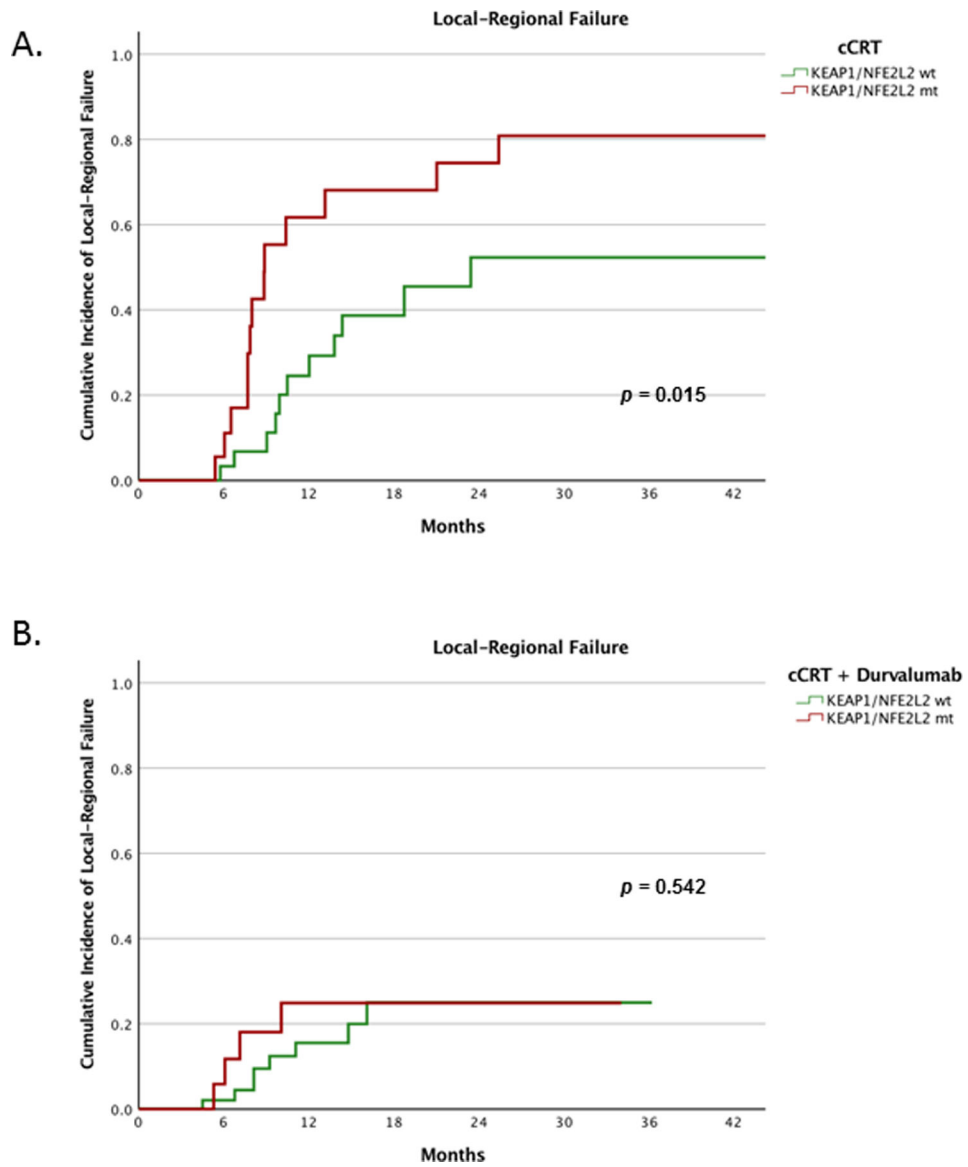 A.
Local-Regional Failure
cCRT
KEAP1/NFE2L2 wt
KEAP1/NFE2L2 mt
Cumulative Incidence of Local-Regional Failure
1.0
0.8
0.6
0.4
0.2
0.0
p = 0.015
0 6 12 18 24 30 36 42
Months
B.
Local-Regional Failure
cCRT + Durvalumab
KEAP1/NFE2L2 wt
KEAP1/NFE2L2 mt
Cumulative Incidence of Local-Regional Failure
1.0
0.8
0.6
0.4
0.2
0.0
p = 0.542
0 6 12 18 24 30 36 42
Months